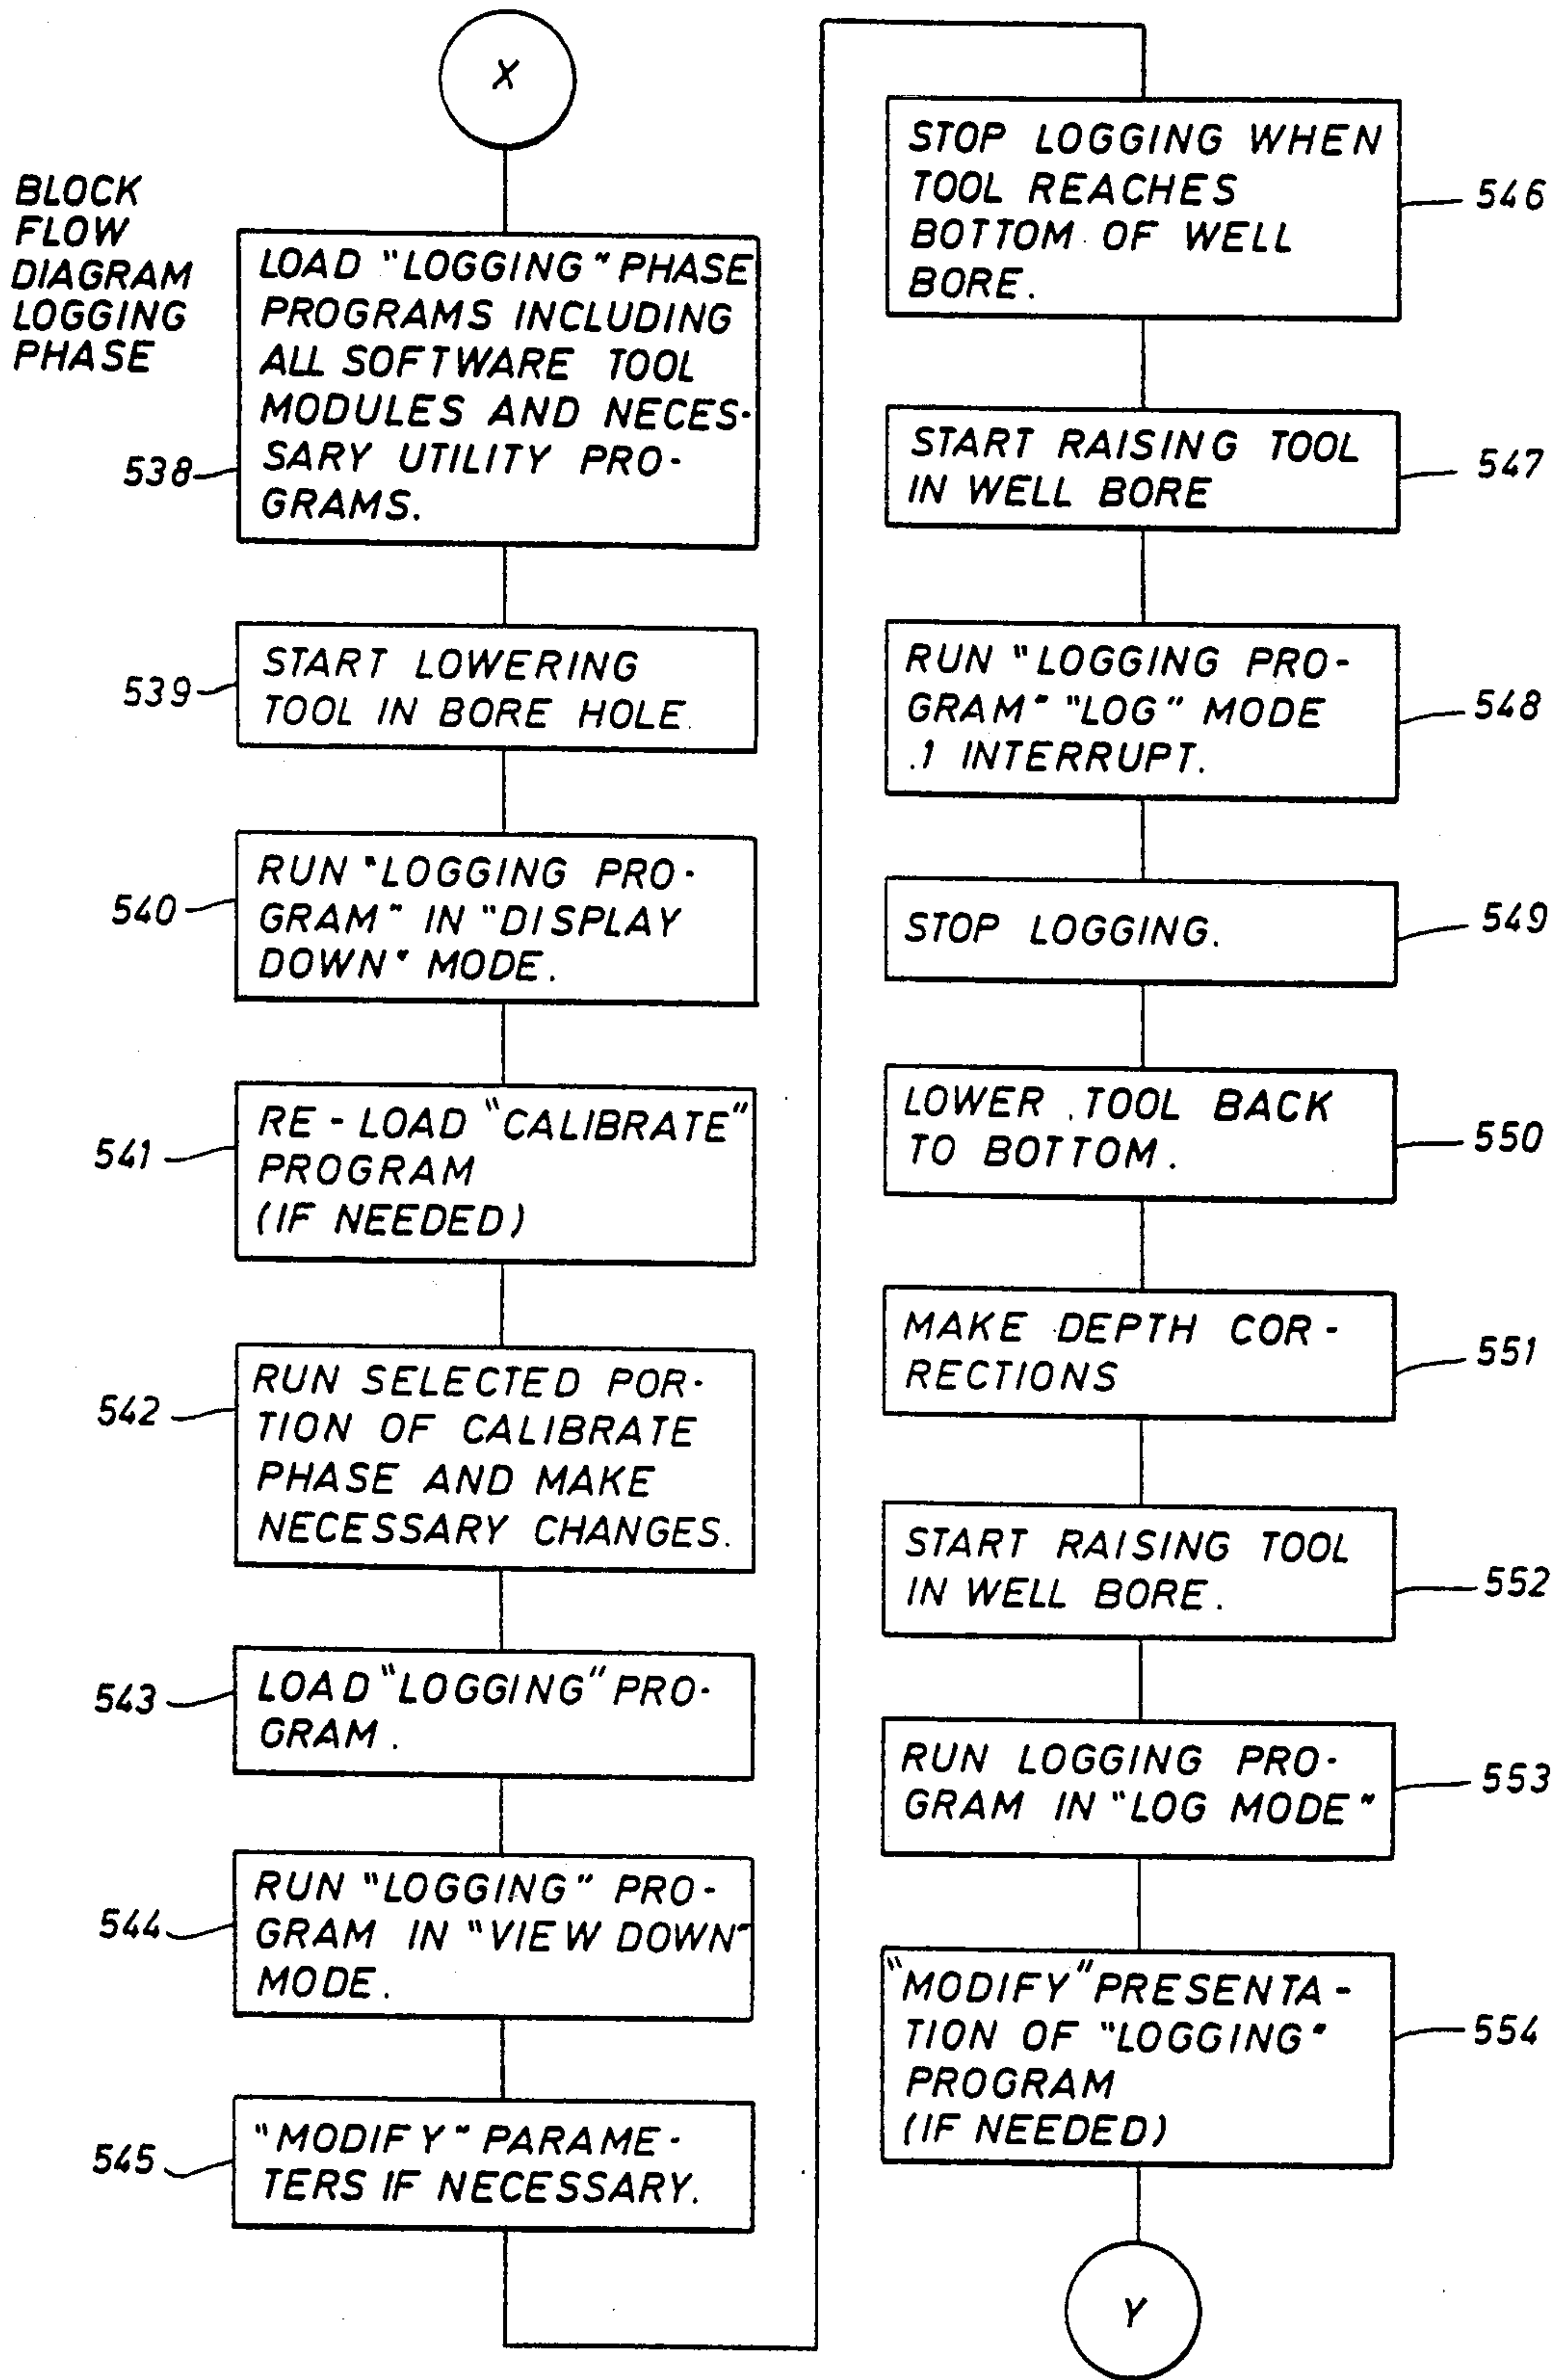 X
BLOCK
FLOW
DIAGRAM
LOGGING
PHASE
LOAD "LOGGING" PHASE
PROGRAMS INCLUDING
ALL SOFTWARE TOOL
MODULES AND NECES-
SARY UTILITY PRO-
GRAMS.
538
START LOWERING
TOOL IN BORE HOLE.
539
RUN "LOGGING PRO-
GRAM" IN "DISPLAY
DOWN" MODE.
540
RE-LOAD "CALIBRATE"
PROGRAM
(IF NEEDED)
541
RUN SELECTED POR-
TION OF CALIBRATE
PHASE AND MAKE
NECESSARY CHANGES.
542
LOAD "LOGGING" PRO-
GRAM.
543
RUN "LOGGING" PRO-
GRAM IN "VIEW DOWN"
MODE.
544
"MODIFY" PARAME-
TERS IF NECESSARY.
545
STOP LOGGING WHEN
TOOL REACHES
BOTTOM OF WELL
BORE.
546
START RAISING TOOL
IN WELL BORE
547
RUN "LOGGING PRO-
GRAM" "LOG" MODE
.1 INTERRUPT.
548
STOP LOGGING.
549
LOWER TOOL BACK
TO BOTTOM.
550
MAKE DEPTH COR-
RECTIONS
551
START RAISING TOOL
IN WELL BORE.
552
RUN LOGGING PRO-
GRAM IN "LOG MODE"
553
"MODIFY" PRESENTA-
TION OF "LOGGING"
PROGRAM
(IF NEEDED)
554
Y